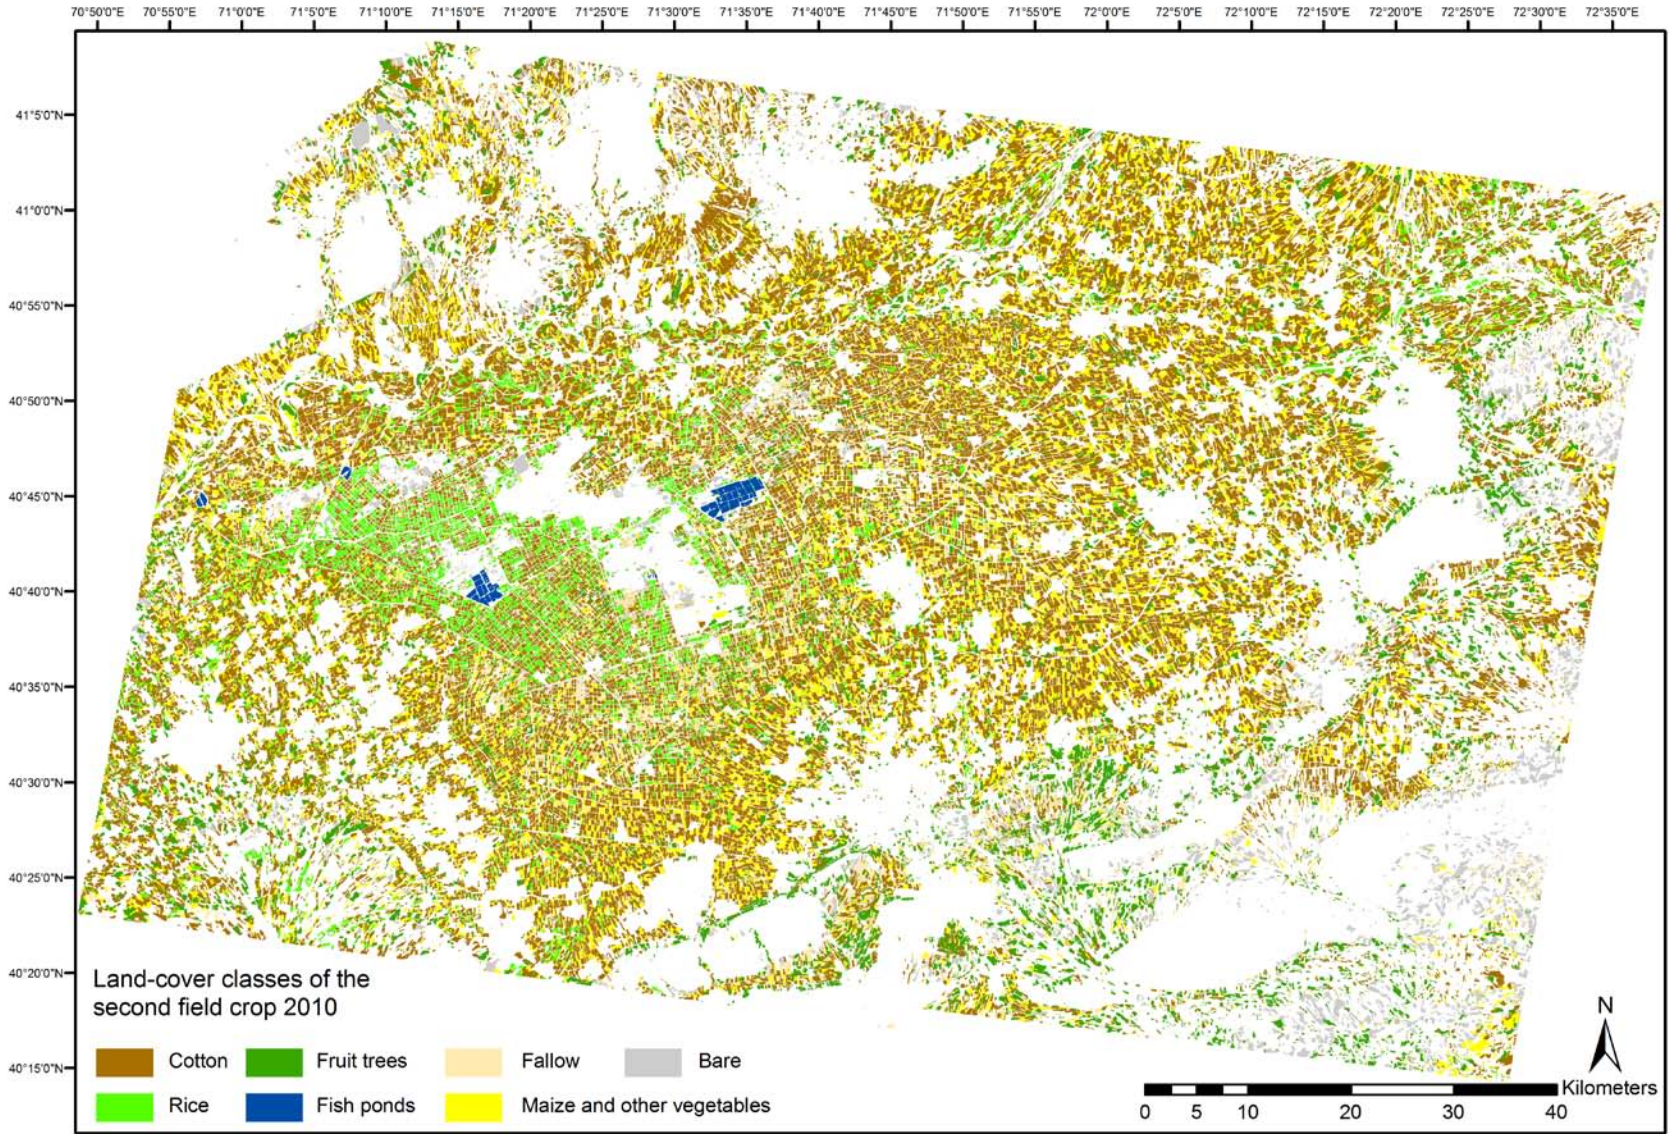 70°50'0"E 70°55'0"E 71°0'0"E 71°5'0"E 71°10'0"E 71°15'0"E 71°20'0"E 71°25'0"E 71°30'0"E 71°35'0"E 71°40'0"E 71°45'0"E 71°50'0"E 71°55'0"E 72°0'0"E 72°5'0"E 72°10'0"E 72°15'0"E 72°20'0"E 72°25'0"E 72°30'0"E 72°35'0"E
41°5'0"N
41°0'0"N
40°55'0"N
40°50'0"N
40°45'0"N
40°40'0"N
40°35'0"N
40°30'0"N
40°25'0"N
40°20'0"N
40°15'0"N
Land-cover classes of the
second field crop 2010
Cotton Fruit trees Fallow Bare
Rice Fish ponds Maize and other vegetables
N
Kilometers
0 5 10 20 30 40